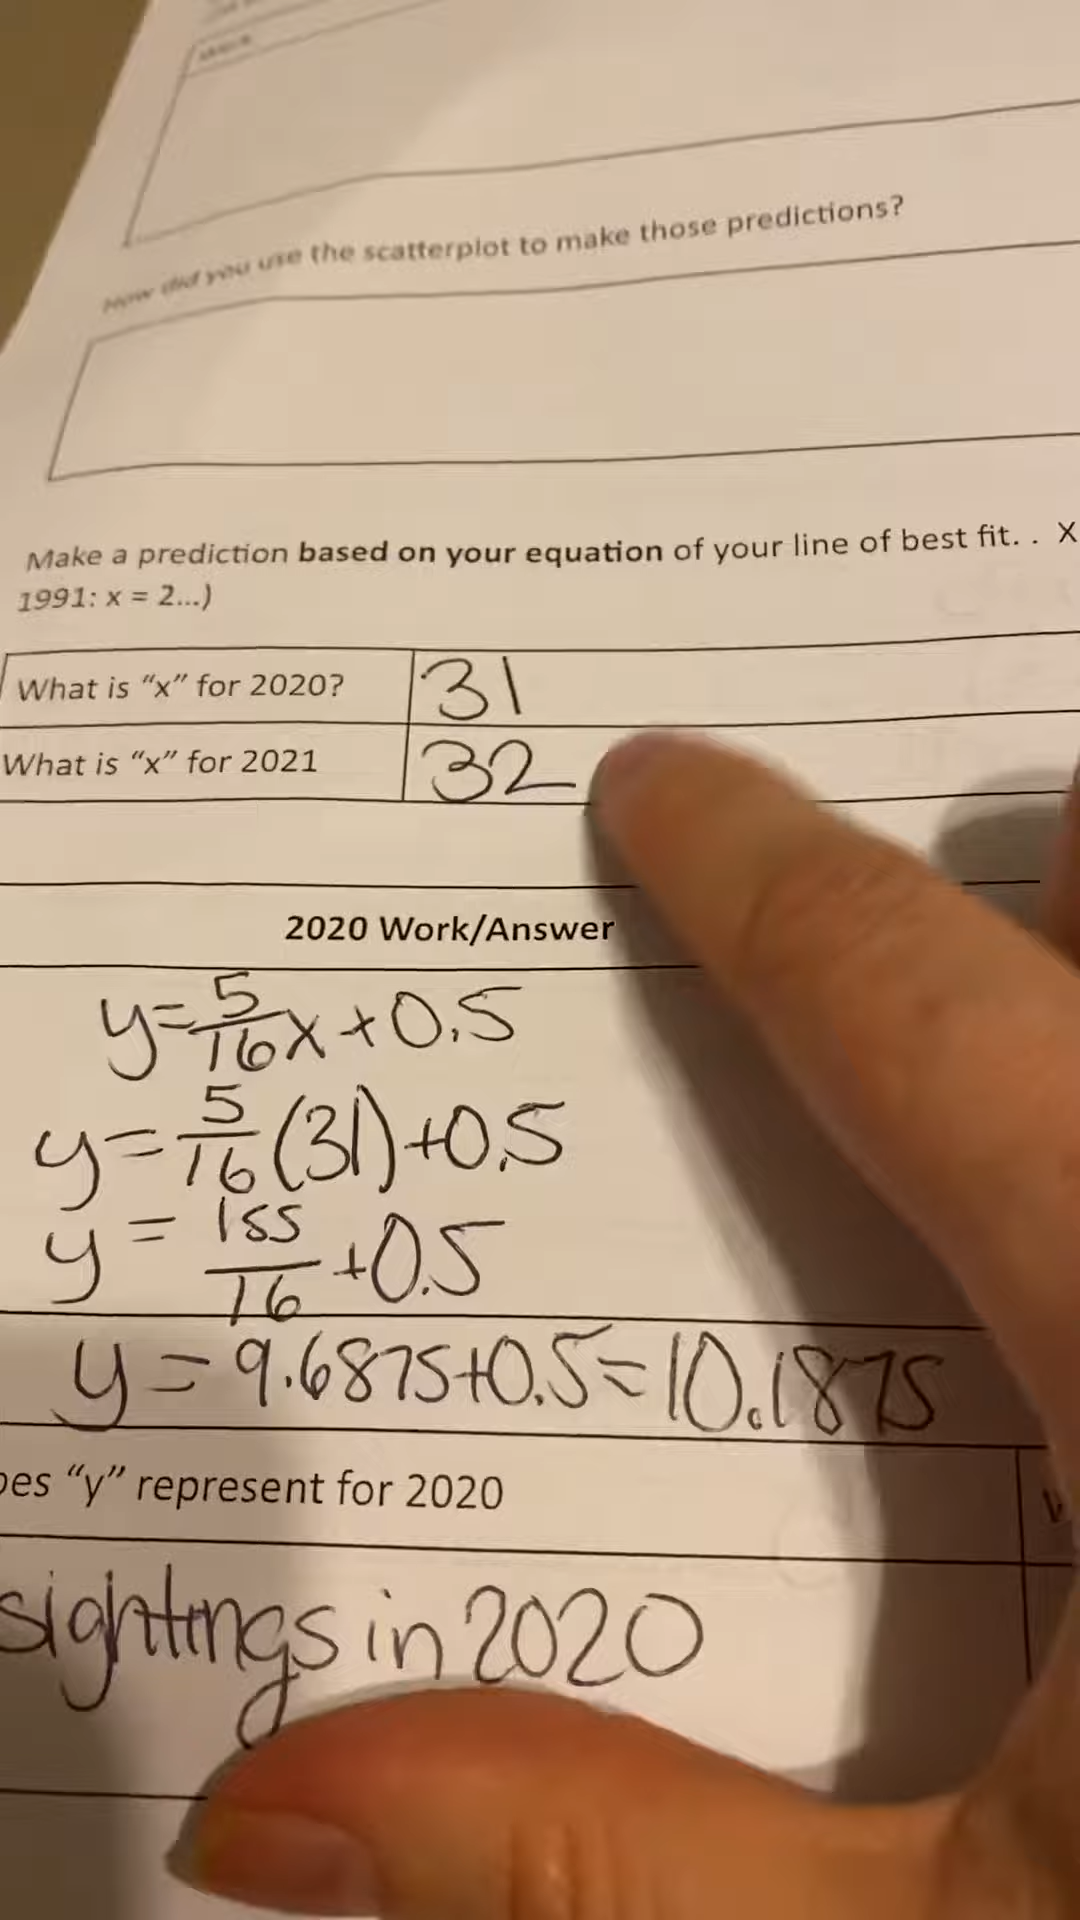 How did you use the scatterplot to make those predictions?
Make a prediction based on your equation of your line of best fit. . X
1991: x = 2...)
What is "x" for 2020? 31
What is "x" for 2021 32
2020 Work/Answer
y=5/16x+0.5
y=5/16(31)+0.5
y=155/16+0.5
y=9.6875+0.5=10.1875
oes "y" represent for 2020
sightings in 2020